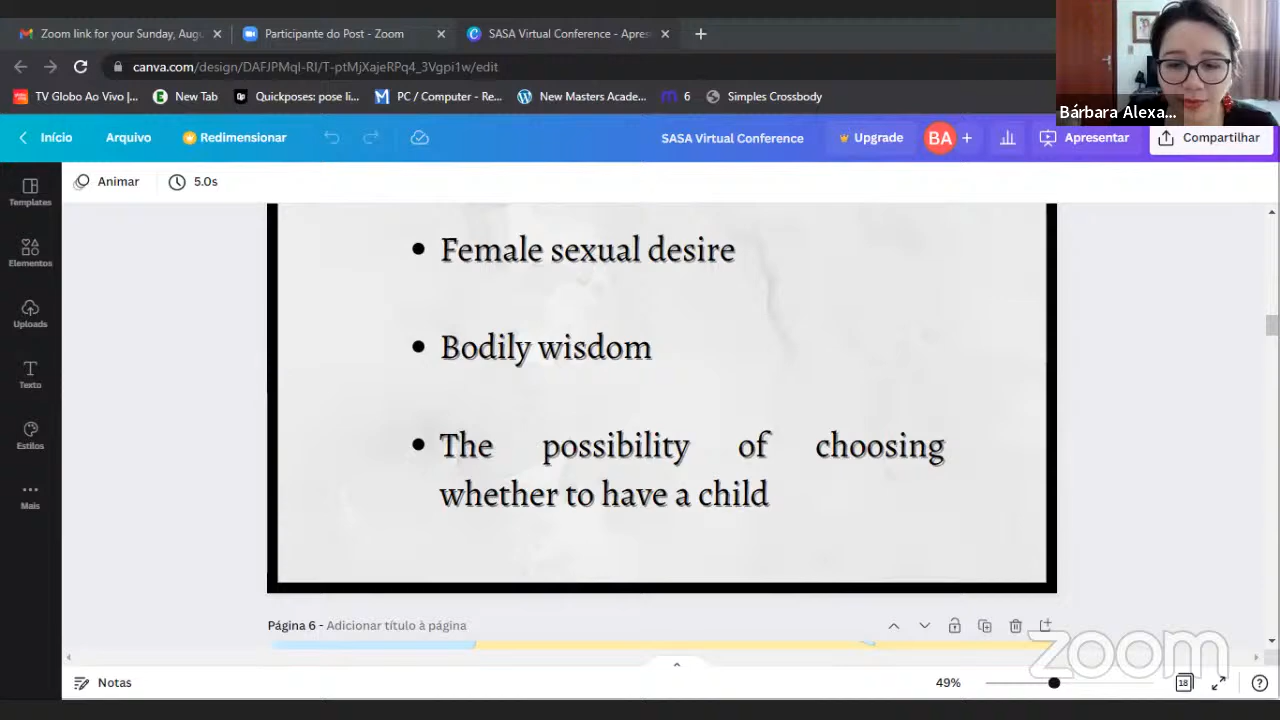 Zoom link for your Sunday, Augu
Participante do Post - Zoom
SASA Virtual Conference - Apres
canva.com/design/DAFJPMqI-RI/T-ptMjXajeRPq4_3Vgpi1w/edit
TV Globo Ao Vivo |...
New Tab
Quickposes: pose li...
PC / Computer - Re...
New Masters Acade...
6
Simples Crossbody
Bárbara Alexa...
Início
Arquivo
Redimensionar
SASA Virtual Conference
Upgrade
BA
Apresentar
Compartilhar
Animar
5.0s
Templates
Elementos
Uploads
Texto
Estilos
Mais
• Female sexual desire
• Bodily wisdom
• The possibility of choosing
whether to have a child
Página 6 - Adicionar título à página
zoom
Notas
49%
18